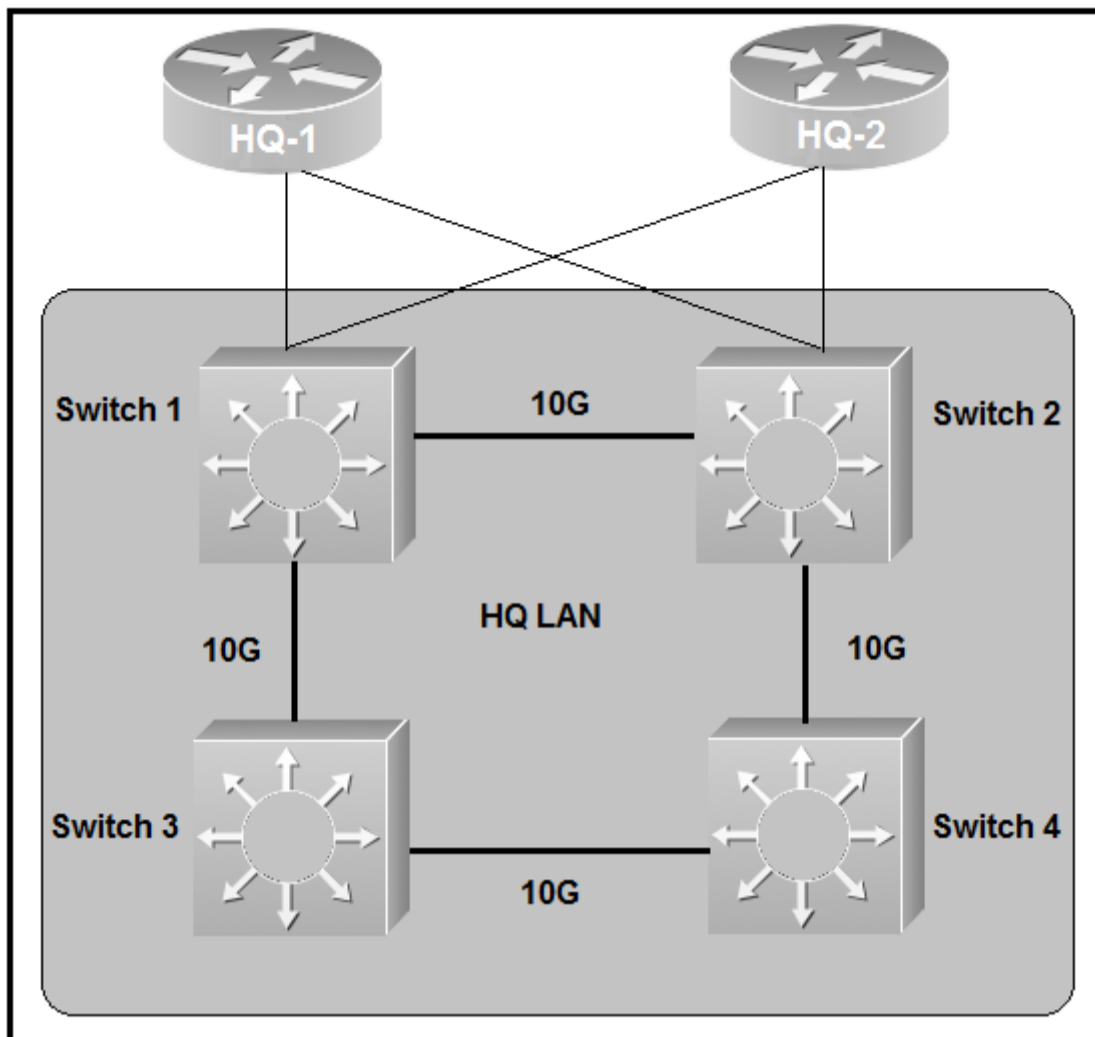 HQ-1
HQ-2
Switch 1
10G
Switch 2
HQ LAN
10G
10G
Switch 3
Switch 4
10G